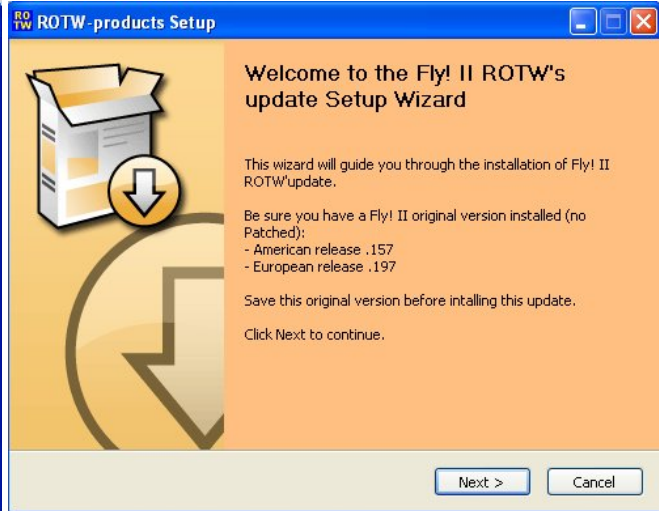 RO
TW ROTW-products Setup
Welcome to the Fly! II ROTW's
update Setup Wizard
This wizard will guide you through the installation of Fly! II
ROTW'update.
Be sure you have a Fly! II original version installed (no
Patched):
- American release .157
- European release .197
Save this original version before intalling this update.
Click Next to continue.
Next >
Cancel